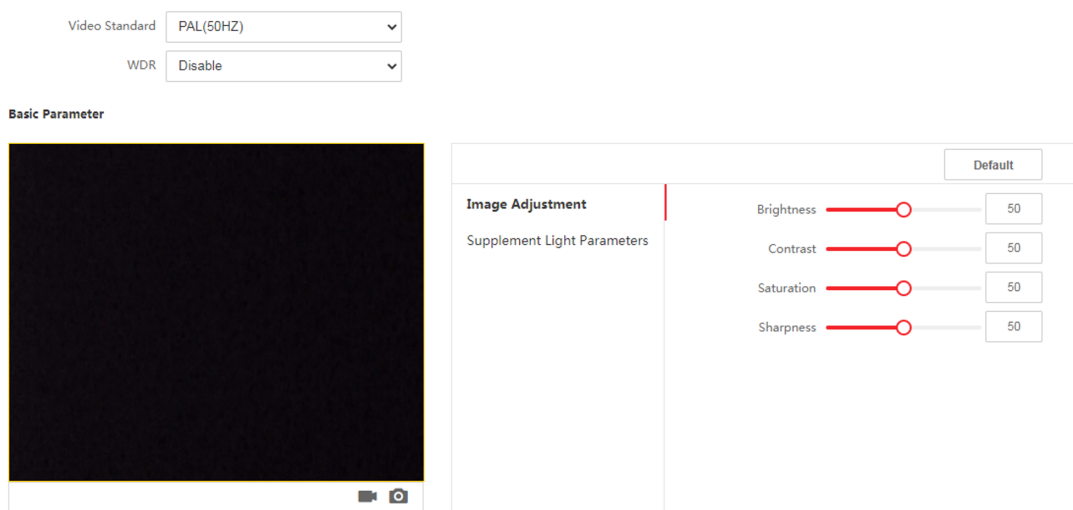 Video Standard PAL(50HZ)
WDR Disable
Basic Parameter
Default
Image Adjustment
Supplement Light Parameters
Brightness 50
Contrast 50
Saturation 50
Sharpness 50